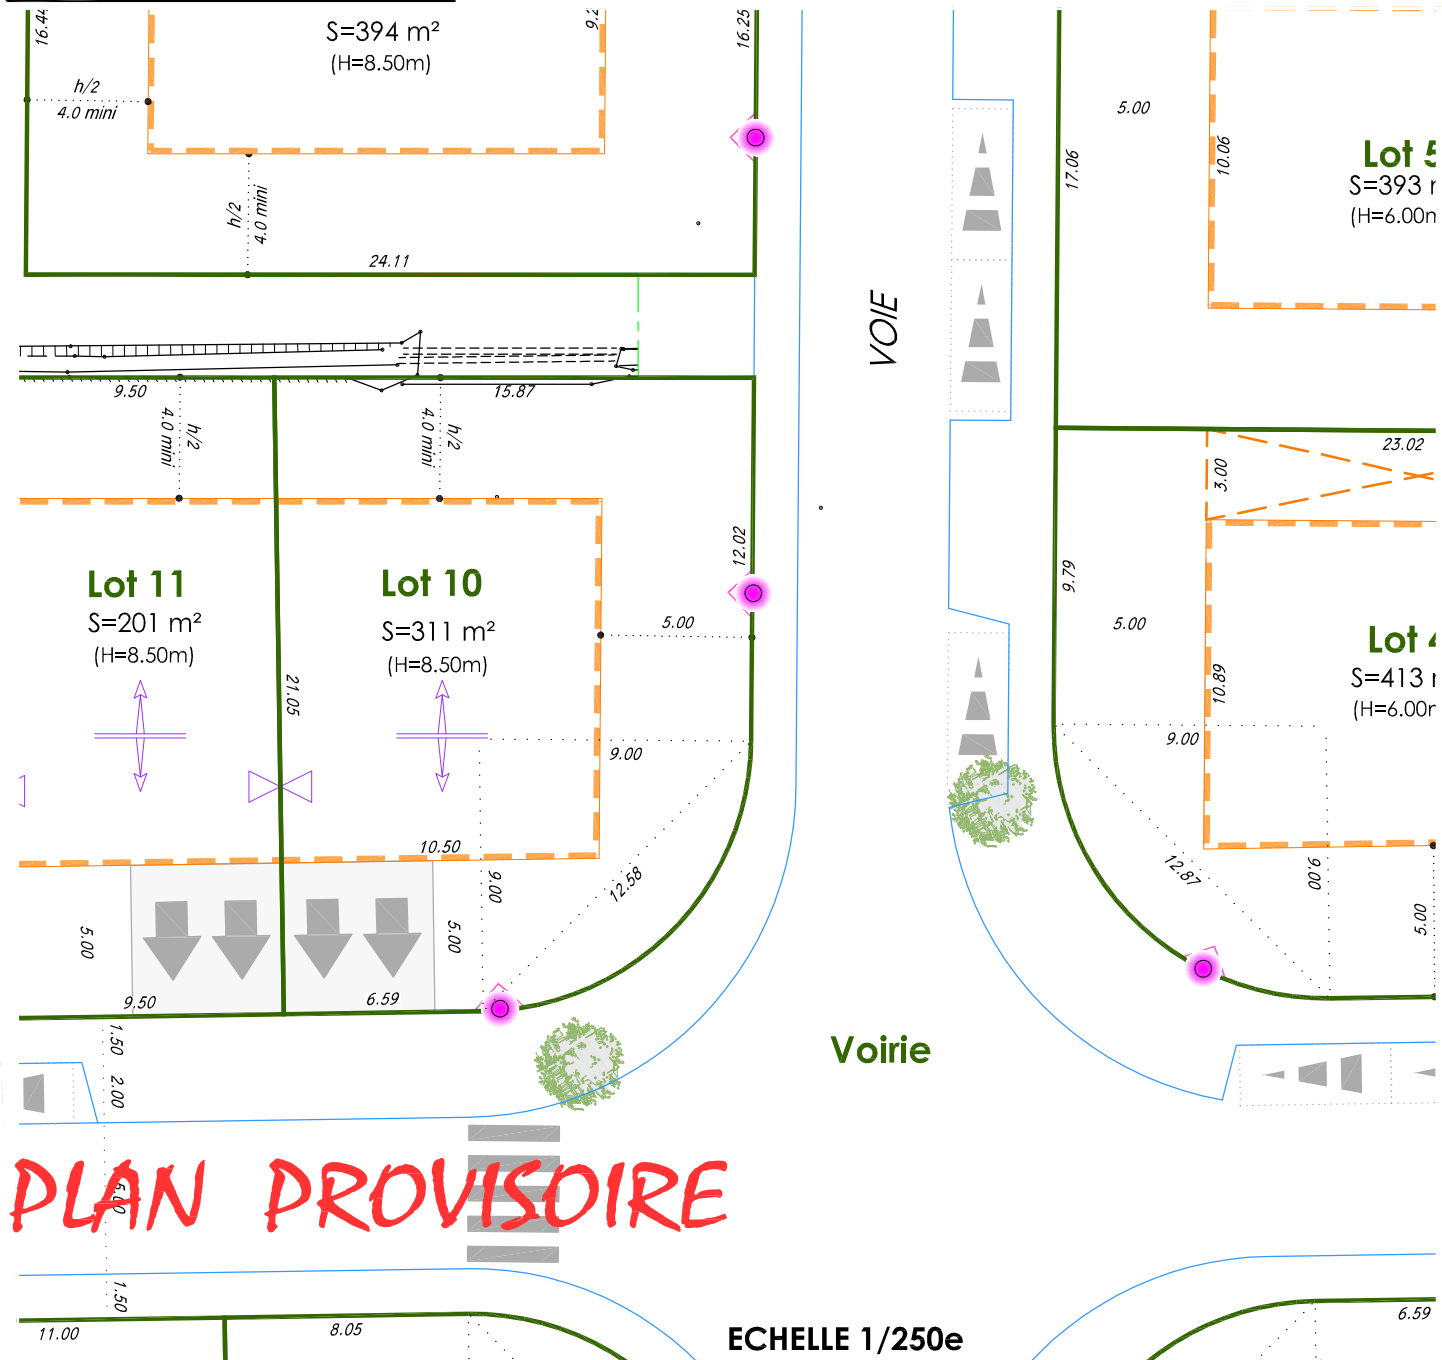 16.44
S=394 m²
(H=8.50m)
16.25
h/2
4.0 mini
5.00
17.06
10.06
Lot 5
S=393
(H=6.00m
h/2
4.0 mini
24.11
VOIE
9.50
15.87
h/2
4.0 mini
h/2
4.0 mini
23.02
3.00
12.02
9.79
Lot 11
S=201 m²
(H=8.50m)
Lot 10
S=311 m²
(H=8.50m)
5.00
5.00
Lot 4
S=413
(H=6.00
21.05
10.89
9.00
9.00
10.50
9.00
12.58
12.87
9.00
5.00
5.00
5.00
9.50
6.59
1.50
2.00
Voirie
PLAN PROVISOIRE
6.00
1.50
11.00
8.05
ECHELLE 1/250e
6.59